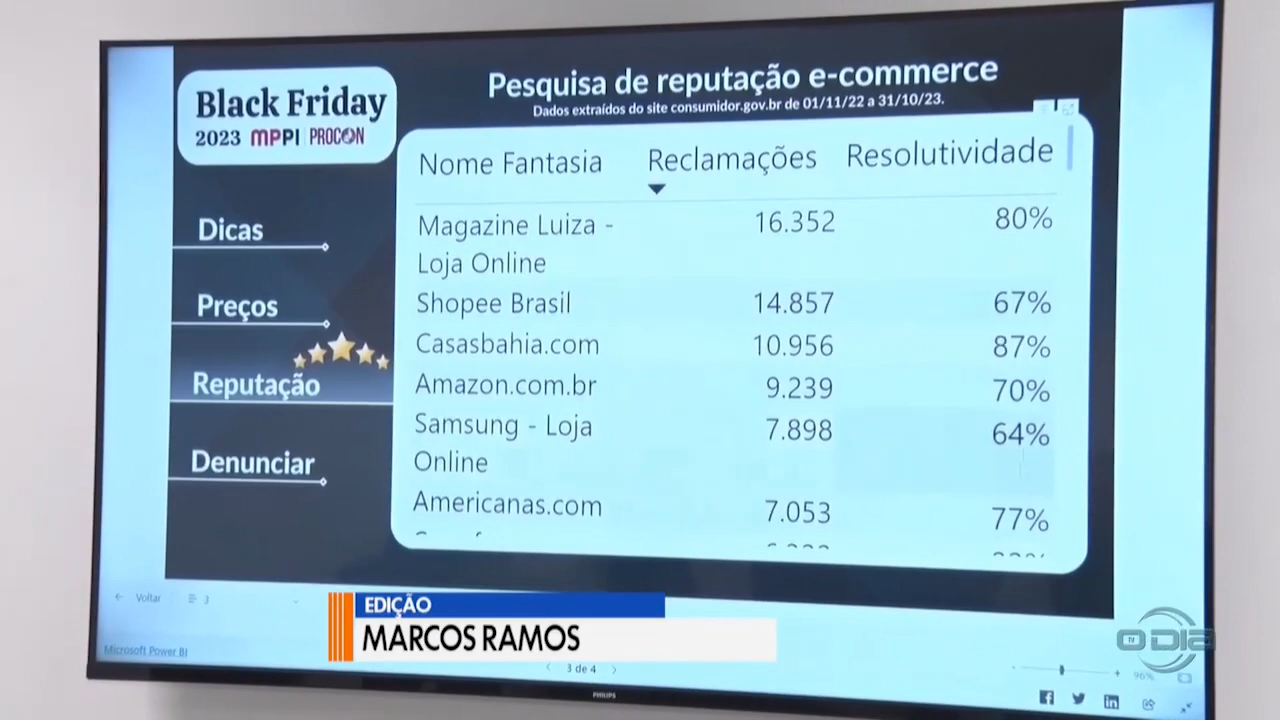 Black Friday
2023 MPPI | PROCON
Pesquisa de reputação e-commerce
Dados extraídos do site consumidor.gov.br de 01/11/22 a 31/10/23.
Nome Fantasia Reclamações Resolutividade
Magazine Luiza - 16.352 80%
Loja Online
Shopee Brasil 14.857 67%
Casasbahia.com 10.956 87%
Amazon.com.br 9.239 70%
Samsung - Loja 7.898 64%
Online
Americanas.com 7.053 77%
Dicas
Preços
Reputação
Denunciar
Voltar 3
EDIÇÃO
MARCOS RAMOS
Microsoft Power BI
3 de 4
96%
PHILIPS
TV O DIA